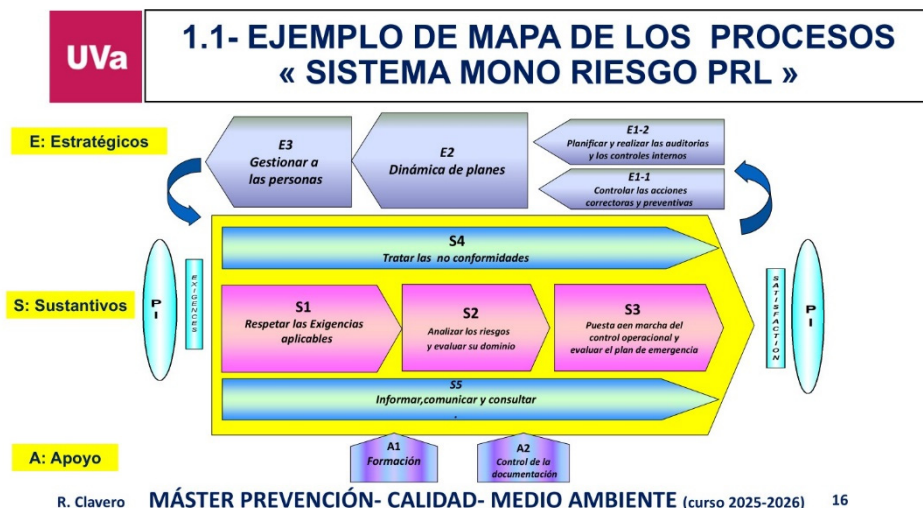 UVa
1.1- EJEMPLO DE MAPA DE LOS PROCESOS
« SISTEMA MONO RIESGO PRL »
E: Estratégicos
E3
Gestionar a
las personas
E2
Dinámica de planes
E1-2
Planificar y realizar las auditorias
y los controles internos
E1-1
Controlar las acciones
correctoras y preventivas
S: Sustantivos
PI
EXIGENCES
S4
Tratar las no conformidades
S1
Respetar las Exigencias
aplicables
S2
Analizar los riesgos
y evaluar su dominio
S3
Puesta aen marcha del
control operacional y
evaluar el plan de emergencia
S5
Informar,comunicar y consultar
.
SATISFACTION
PI
A: Apoyo
A1
Formación
A2
Control de la
documentación
R. Clavero MÁSTER PREVENCIÓN- CALIDAD- MEDIO AMBIENTE (curso 2025-2026) 16